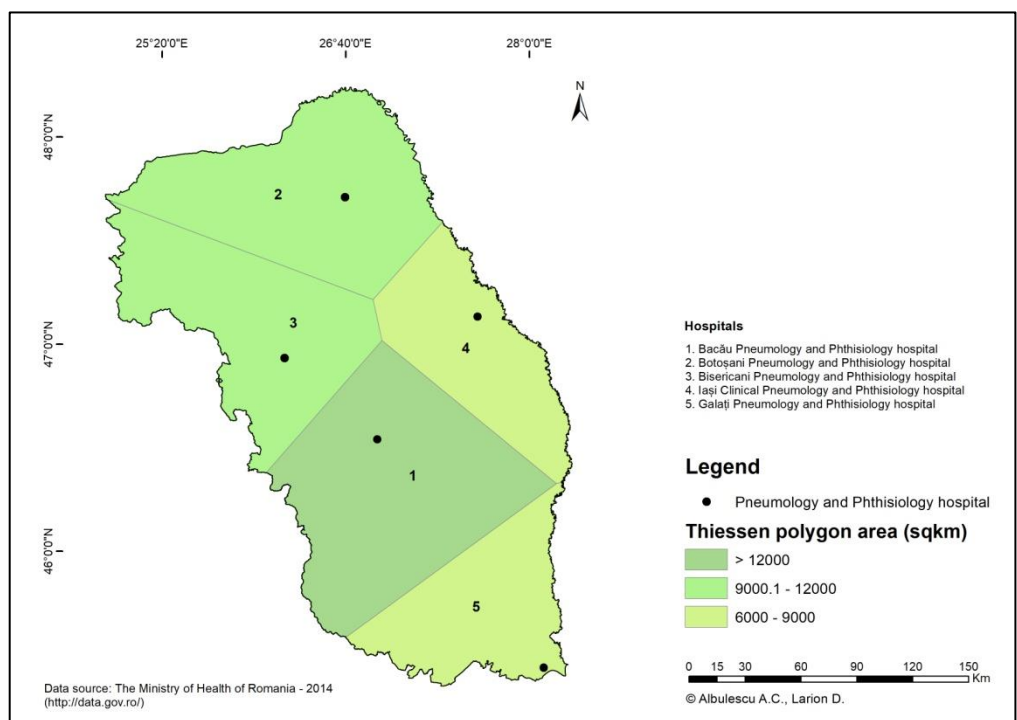 25°20'0"E
26°40'0"E
28°0'0"E
N
48°0'0"N
47°0'0"N
46°0'0"N
2
3
4
1
5
Hospitals
1. Bacău Pneumology and Phthisiology hospital
2. Botoșani Pneumology and Phthisiology hospital
3. Bisericani Pneumology and Phthisiology hospital
4. Iași Clinical Pneumology and Phthisiology hospital
5. Galați Pneumology and Phthisiology hospital
Legend
Pneumology and Phthisiology hospital
Thiessen polygon area (sqkm)
> 12000
9000.1 - 12000
6000 - 9000
0 15 30 60 90 120 150
Km
© Albulescu A.C., Larion D.
Data source: The Ministry of Health of Romania - 2014
(http://data.gov.ro/)